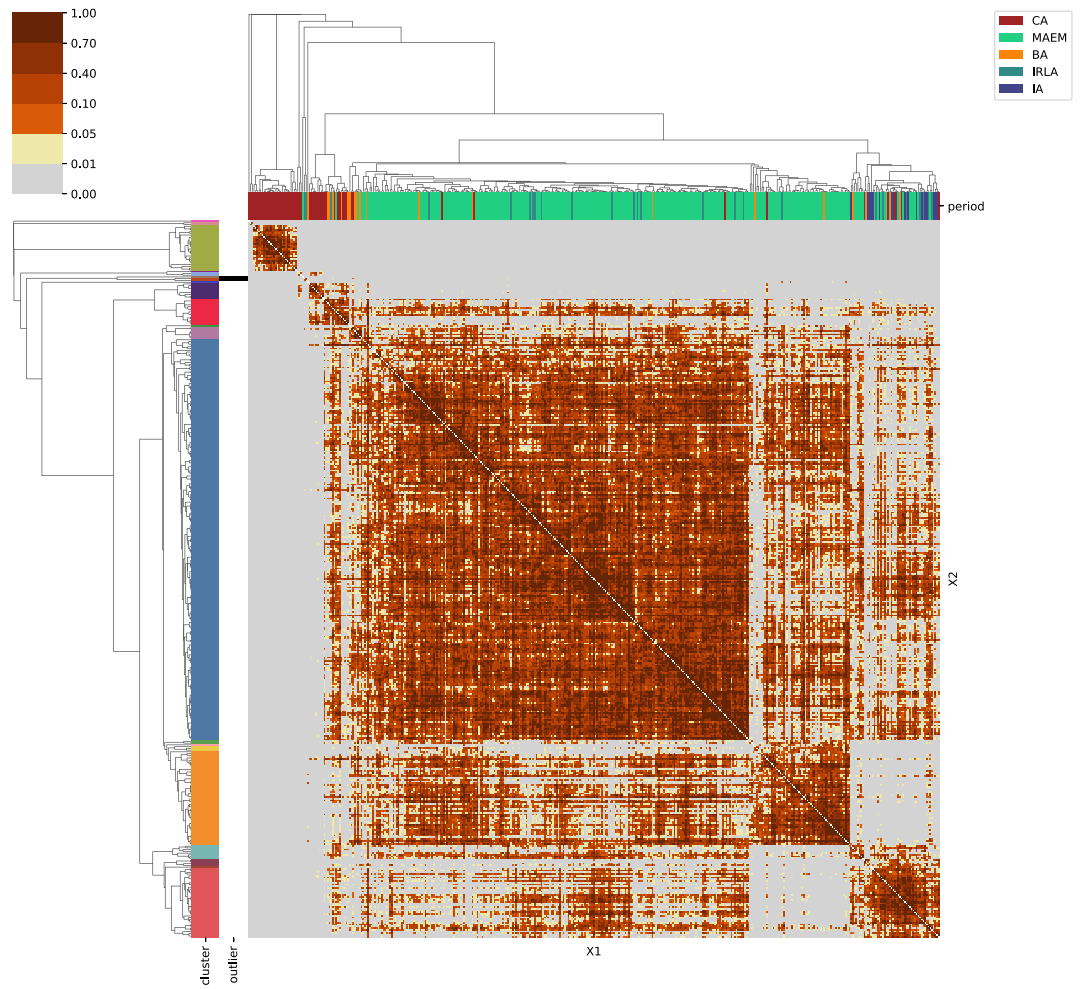 1.00
0.70
0.40
0.10
0.05
0.01
0.00
CA
MAEM
BA
IRLA
IA
period
X2
X1
cluster
outlier